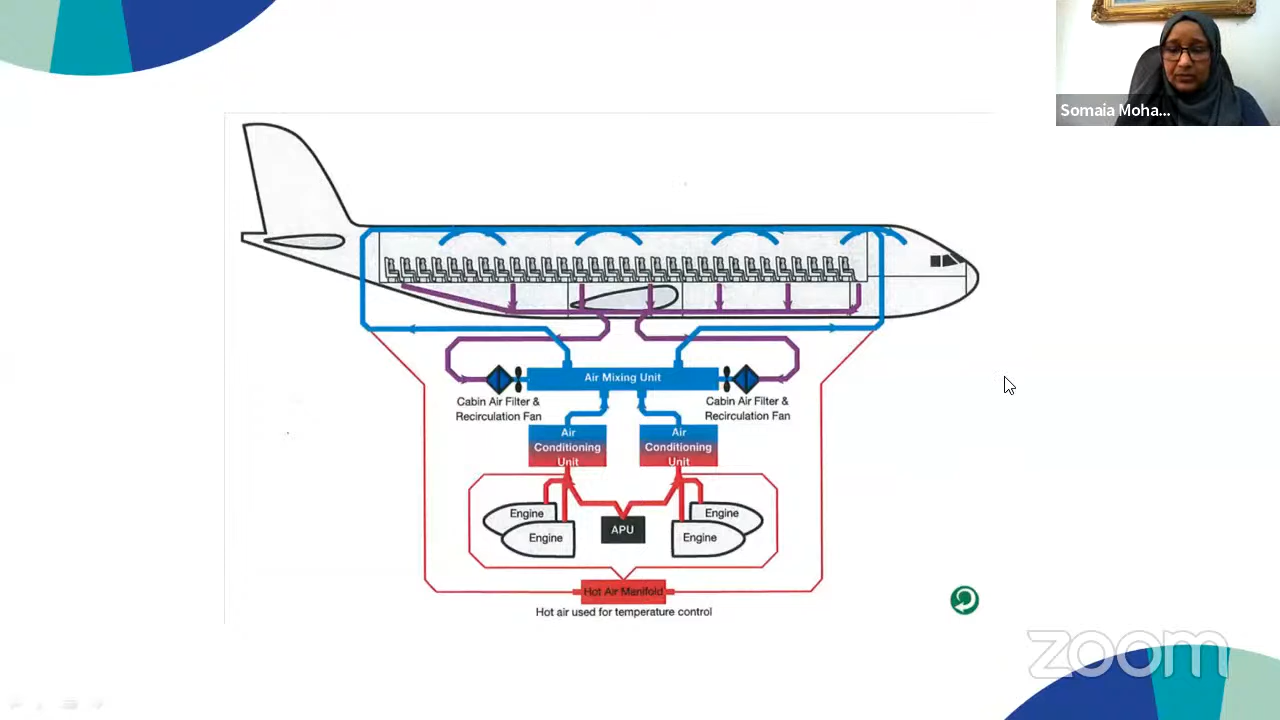 Somaia Moha...
Air Mixing Unit
Cabin Air Filter &
Recirculation Fan
Cabin Air Filter &
Recirculation Fan
Air
Conditioning
Unit
Air
Conditioning
Unit
Engine
Engine
APU
Engine
Engine
Hot Air Manifold
Hot air used for temperature control
zoom